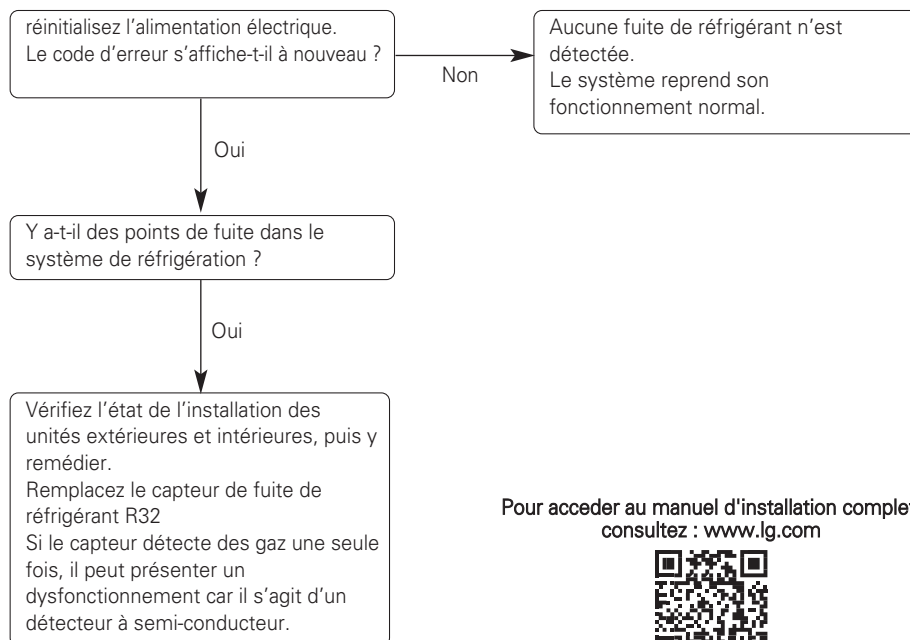 réinitialisez l'alimentation électrique.
Le code d'erreur s'affiche-t-il à nouveau ?
Non
Aucune fuite de réfrigérant n'est
détectée.
Le système reprend son
fonctionnement normal.
Oui
Y a-t-il des points de fuite dans le
système de réfrigération ?
Oui
Vérifiez l'état de l'installation des
unités extérieures et intérieures, puis y
remédier.
Remplacez le capteur de fuite de
réfrigérant R32
Si le capteur détecte des gaz une seule
fois, il peut présenter un
dysfonctionnement car il s'agit d'un
détecteur à semi-conducteur.
Pour acceder au manuel d'installation complet
consultez : www.lg.com